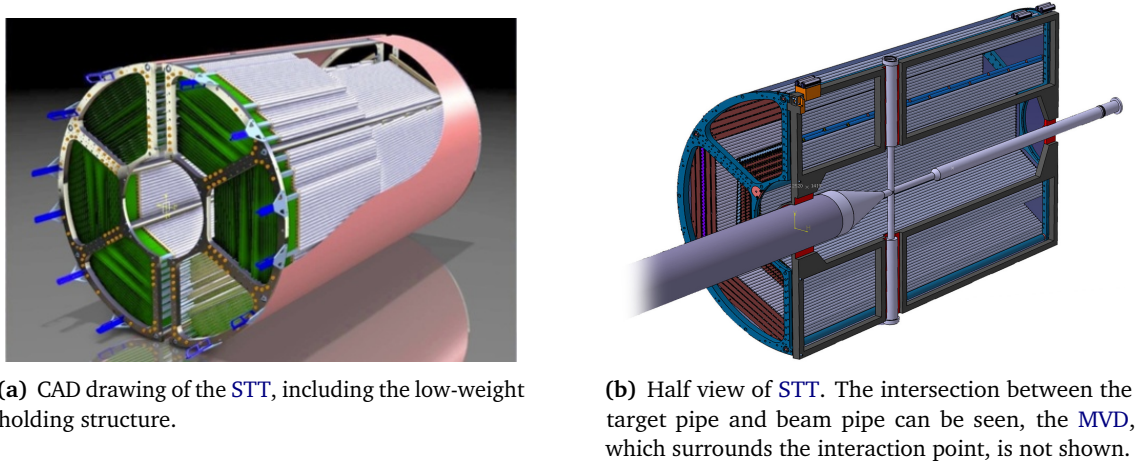 (a) CAD drawing of the STT, including the low-weight
holding structure.
(b) Half view of STT. The intersection between the
target pipe and beam pipe can be seen, the MVD,
which surrounds the interaction point, is not shown.